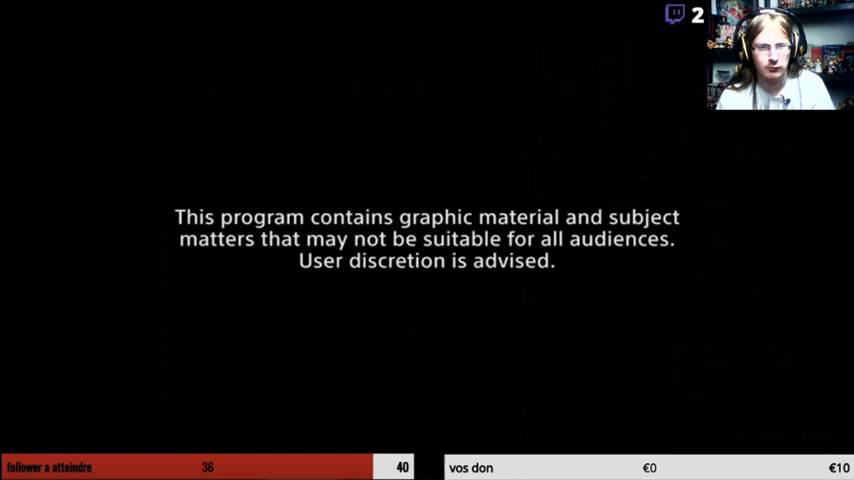 2
This program contains graphic material and subject
matters that may not be suitable for all audiences.
User discretion is advised.
follower a atteindre 36 40
vos don €0 €10